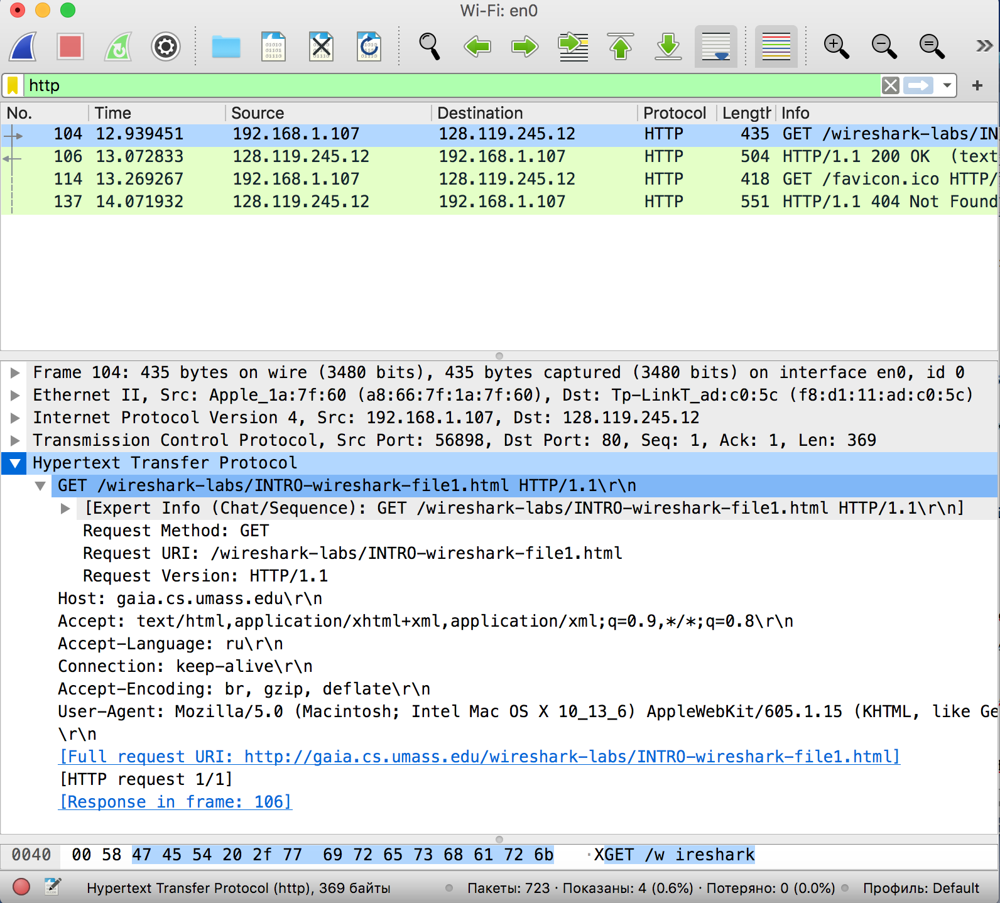 Wi-Fi: en0
http
No. Time Source Destination Protocol Length Info
104 12.939451 192.168.1.107 128.119.245.12 HTTP 435 GET /wireshark-labs/IN
106 13.072833 128.119.245.12 192.168.1.107 HTTP 504 HTTP/1.1 200 OK (text
114 13.269267 192.168.1.107 128.119.245.12 HTTP 418 GET /favicon.ico HTTP/
137 14.071932 128.119.245.12 192.168.1.107 HTTP 551 HTTP/1.1 404 Not Found
Frame 104: 435 bytes on wire (3480 bits), 435 bytes captured (3480 bits) on interface en0, id 0
Ethernet II, Src: Apple_1a:7f:60 (a8:66:7f:1a:7f:60), Dst: Tp-LinkT_ad:c0:5c (f8:d1:11:ad:c0:5c)
Internet Protocol Version 4, Src: 192.168.1.107, Dst: 128.119.245.12
Transmission Control Protocol, Src Port: 56898, Dst Port: 80, Seq: 1, Ack: 1, Len: 369
Hypertext Transfer Protocol
GET /wireshark-labs/INTRO-wireshark-file1.html HTTP/1.1\r\n
[Expert Info (Chat/Sequence): GET /wireshark-labs/INTRO-wireshark-file1.html HTTP/1.1\r\n]
Request Method: GET
Request URI: /wireshark-labs/INTRO-wireshark-file1.html
Request Version: HTTP/1.1
Host: gaia.cs.umass.edu\r\n
Accept: text/html,application/xhtml+xml,application/xml;q=0.9,*/*;q=0.8\r\n
Accept-Language: ru\r\n
Connection: keep-alive\r\n
Accept-Encoding: br, gzip, deflate\r\n
User-Agent: Mozilla/5.0 (Macintosh; Intel Mac OS X 10_13_6) AppleWebKit/605.1.15 (KHTML, like Ge
\r\n
[Full request URI: http://gaia.cs.umass.edu/wireshark-labs/INTRO-wireshark-file1.html]
[HTTP request 1/1]
[Response in frame: 106]
0040 00 58 47 45 54 20 2f 77 69 72 65 73 68 61 72 6b ·XGET /w ireshark
Hypertext Transfer Protocol (http), 369 байты Пакеты: 723 · Показаны: 4 (0.6%) · Потеряно: 0 (0.0%) Профиль: Default